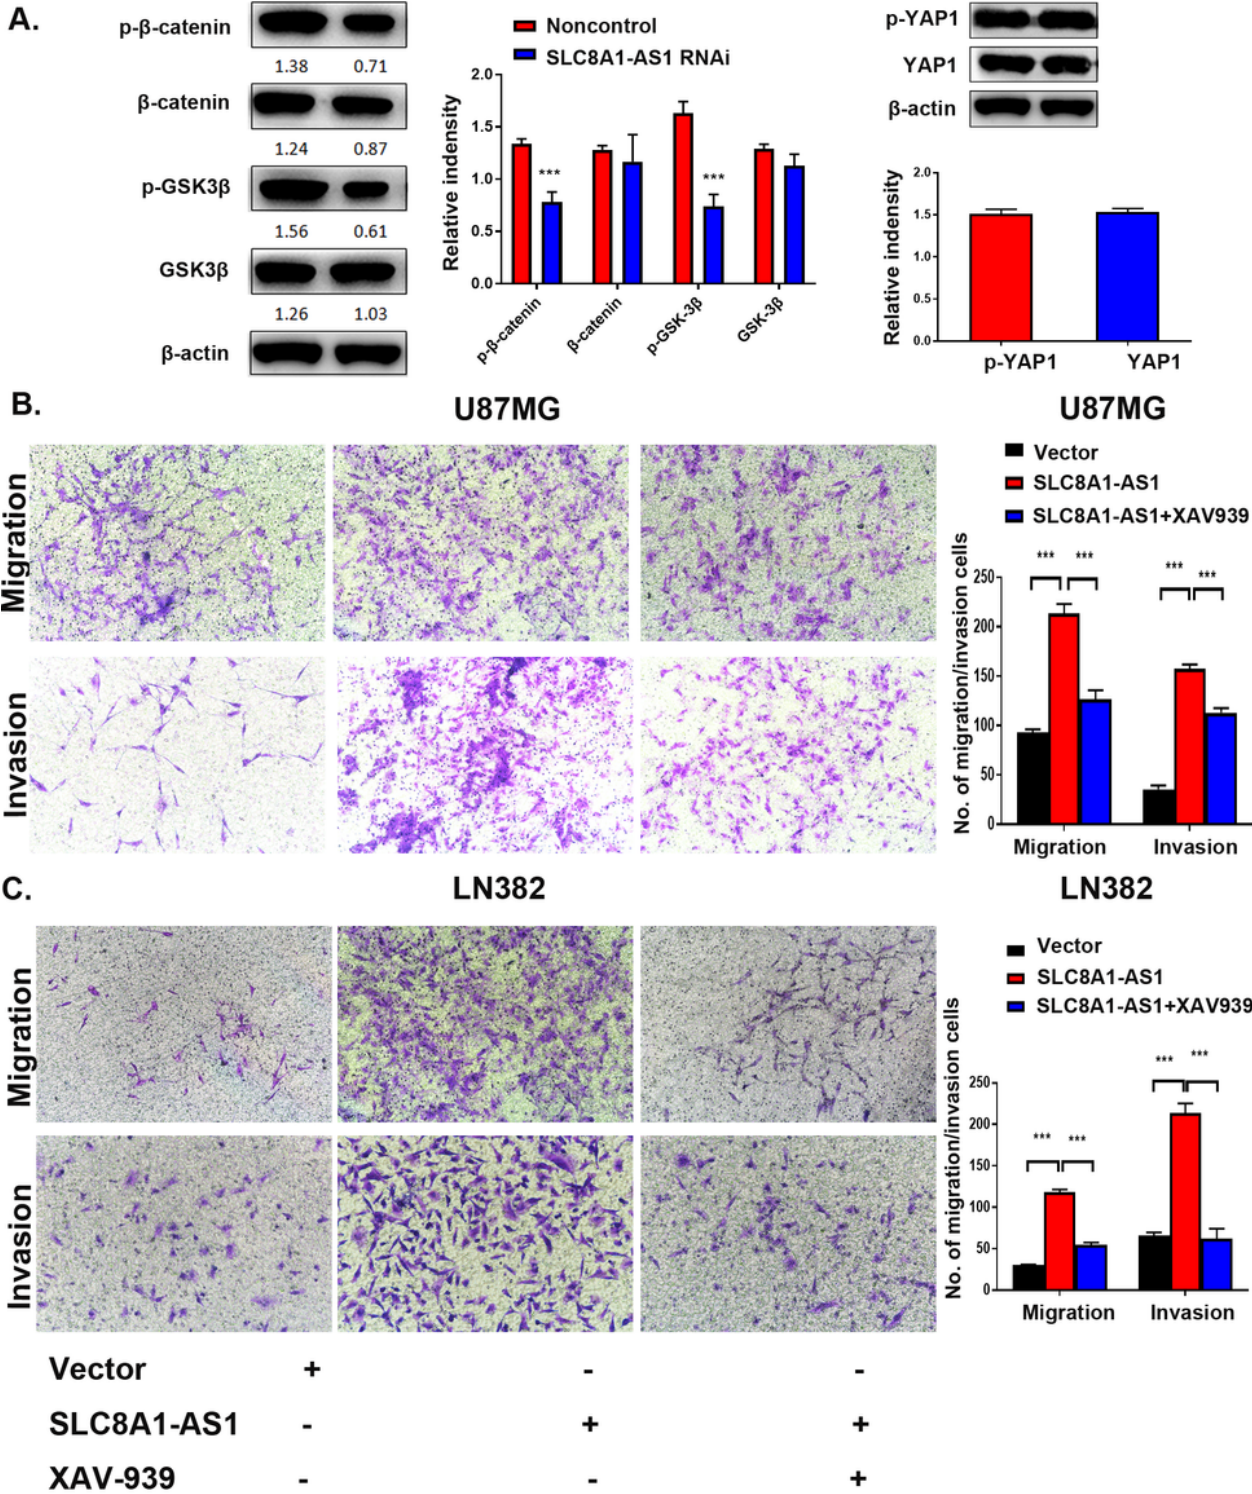 A.
p-β-catenin
1.38 0.71
β-catenin
1.24 0.87
p-GSK3β
1.56 0.61
GSK3β
1.26 1.03
β-actin
Noncontrol
SLC8A1-AS1 RNAi
Relative indensity
2.0
1.5
1.0
0.5
0.0
***
***
p-β-catenin
β-catenin
p-GSK-3β
GSK-3β
p-YAP1
YAP1
β-actin
Relative indensity
2.0
1.5
1.0
0.5
0.0
p-YAP1 YAP1
B.
U87MG
Migration
Invasion
U87MG
Vector
SLC8A1-AS1
SLC8A1-AS1+XAV939
No. of migration/invasion cells
250
200
150
100
50
0
*** ***
*** ***
Migration Invasion
C.
LN382
Migration
Invasion
LN382
Vector
SLC8A1-AS1
SLC8A1-AS1+XAV939
No. of migration/invasion cells
250
200
150
100
50
0
*** ***
*** ***
Migration Invasion
Vector + - -
SLC8A1-AS1 - + +
XAV-939 - - +